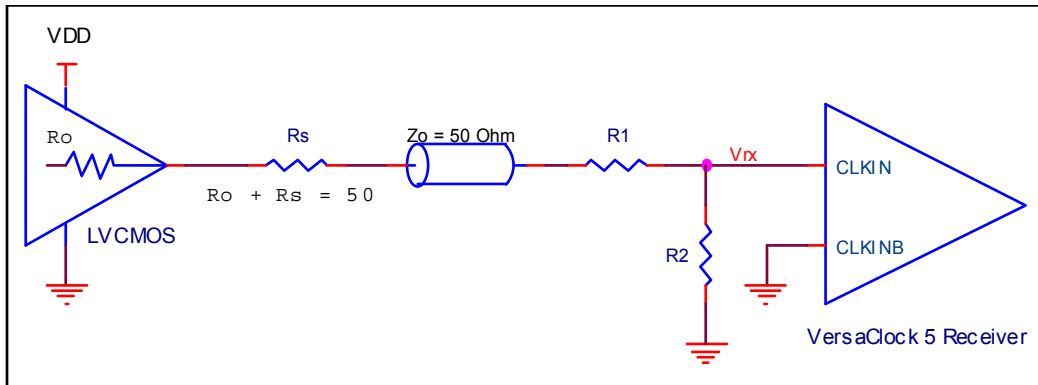 VDD
Ro
Rs
Zo = 50 Ohm
R1
Vrx
CLKIN
Ro + Rs = 50
LVCMOS
R2
CLKINB
VersaClock 5 Receiver